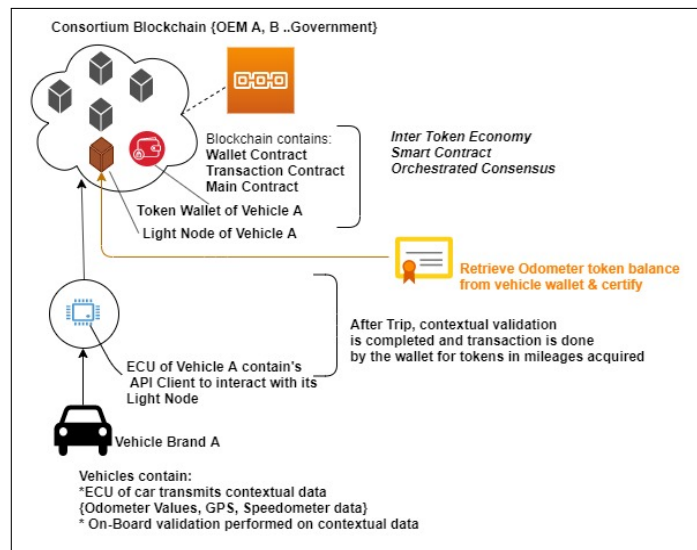 Consortium Blockchain {OEM A, B ..Government}
Blockchain contains:
Wallet Contract
Transaction Contract
Main Contract
Inter Token Economy
Smart Contract
Orchestrated Consensus
Token Wallet of Vehicle A
Light Node of Vehicle A
Retrieve Odometer token balance
from vehicle wallet & certify
After Trip, contextual validation
is completed and transaction is done
by the wallet for tokens in mileages acquired
ECU of Vehicle A contain's
API Client to interact with its
Light Node
Vehicle Brand A
Vehicles contain:
*ECU of car transmits contextual data
{Odometer Values, GPS, Speedometer data}
* On-Board validation performed on contextual data